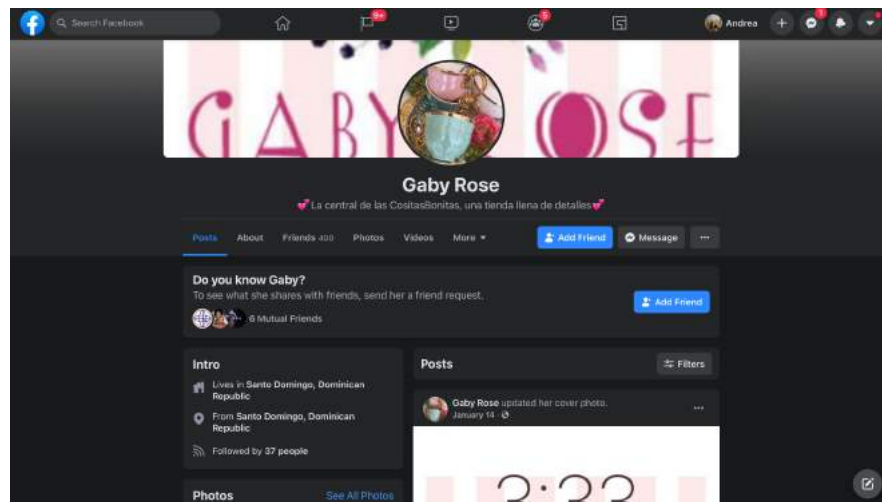 Search Facebook
9+
5
Andrea
1
GABY ROSE
Gaby Rose
💕La central de las CositasBonitas, una tienda llena de detalles💕
Posts About Friends 400 Photos Videos More
Add Friend Message ...
Do you know Gaby?
To see what she shares with friends, send her a friend request.
6 Mutual Friends
Add Friend
Intro
Lives in Santo Domingo, Dominican
Republic
From Santo Domingo, Dominican
Republic
Followed by 37 people
Photos See All Photos
Posts Filters
Gaby Rose updated her cover photo.
January 14 ·
...
3:33